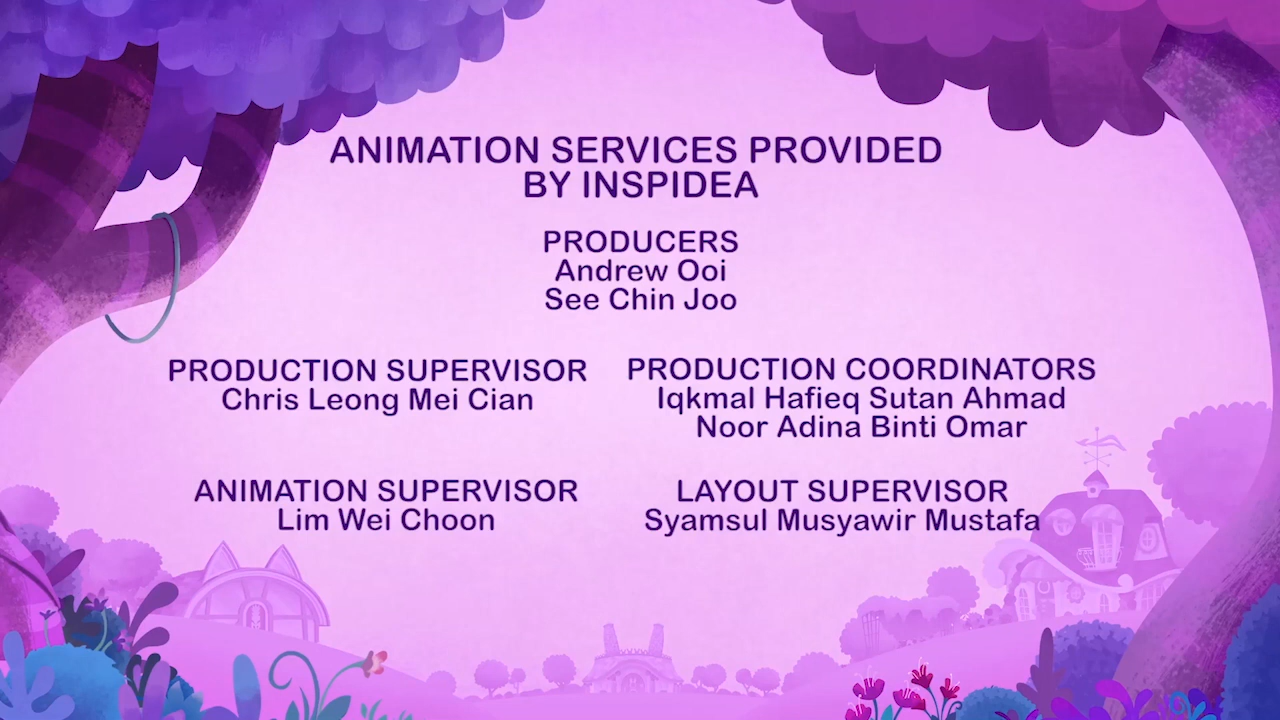 ANIMATION SERVICES PROVIDED
BY INSPIDEA
PRODUCERS
Andrew Ooi
See Chin Joo
PRODUCTION SUPERVISOR
Chris Leong Mei Cian
PRODUCTION COORDINATORS
Iqkmal Hafieq Sutan Ahmad
Noor Adina Binti Omar
ANIMATION SUPERVISOR
Lim Wei Choon
LAYOUT SUPERVISOR
Syamsul Musyawir Mustafa